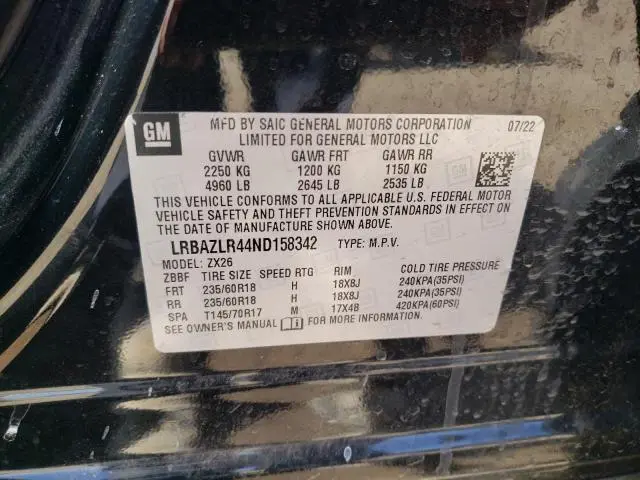 GM
MFD BY SAIC GENERAL MOTORS CORPORATION 07/22
LIMITED FOR GENERAL MOTORS LLC
GVWR GAWR FRT GAWR RR
2250 KG 1200 KG 1150 KG
4960 LB 2645 LB 2535 LB
THIS VEHICLE CONFORMS TO ALL APPLICABLE U.S. FEDERAL MOTOR
VEHICLE SAFETY AND THEFT PREVENTION STANDARDS IN EFFECT ON
THE DATE OF MANUFACTURE SHOWN ABOVE.
LRBAZLR44ND158342 TYPE: M.P.V.
MODEL: ZX26
ZBBF TIRE SIZE SPEED RTG RIM COLD TIRE PRESSURE
FRT 235/60R18 H 18X8J 240KPA(35PSI)
RR 235/60R18 H 18X8J 240KPA(35PSI)
SPA T145/70R17 M 17X4B 420KPA(60PSI)
SEE OWNER'S MANUAL FOR MORE INFORMATION.